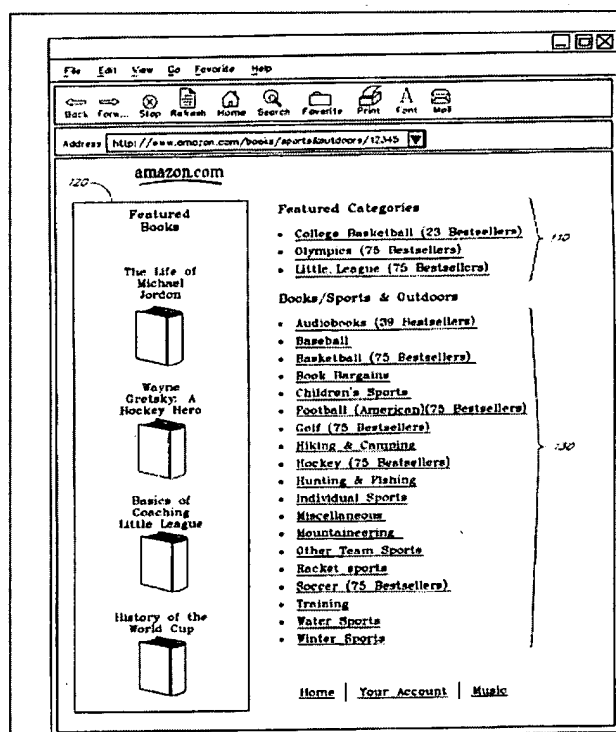 File Edit View Go Favorite Help
Back Forw... Stop Refresh Home Search Favorite Print Font Mail
Address http://www.amazon.com/books/sports&outdoors/12345
amazon.com
120
Featured
Books
The Life of
Michael
Jordon
Wayne
Gretsky: A
Hockey Hero
Basics of
Coaching
Little League
History of the
World Cup
Featured Categories
• College Basketball (23 Bestsellers)
• Olympics (75 Bestsellers)
• Little League (75 Bestsellers)
110
Books/Sports & Outdoors
• Audiobooks (39 Bestsellers)
• Baseball
• Basketball (75 Bestsellers)
• Book Bargains
• Children's Sports
• Football (American)(75 Bestsellers)
• Golf (75 Bestsellers)
• Hiking & Camping
• Hockey (75 Bestsellers)
• Hunting & Fishing
• Individual Sports
• Miscellaneous
• Mountaineering
• Other Team Sports
• Racket sports
• Soccer (75 Bestsellers)
• Training
• Water Sports
• Winter Sports
130
Home | Your Account | Music